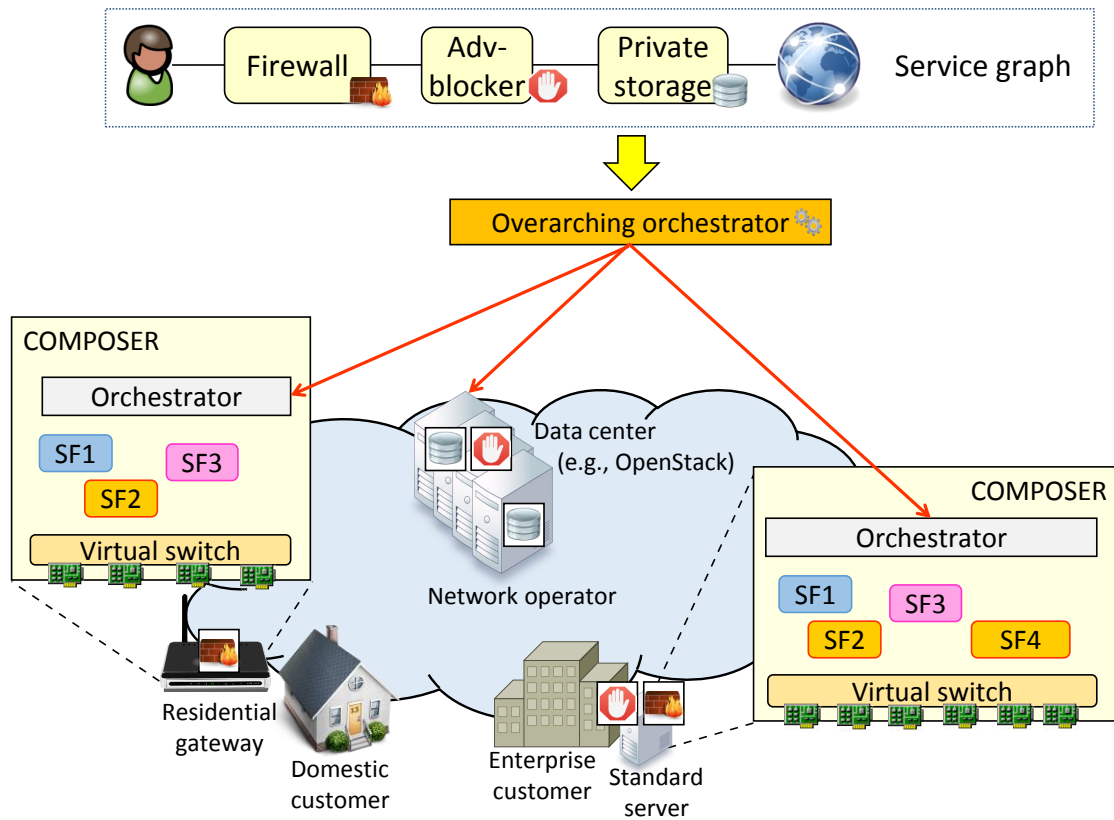 Firewall
Adv-
blocker
Private
storage
Service graph
Overarching orchestrator
COMPOSER
Orchestrator
SF1
SF3
SF2
Virtual switch
Data center
(e.g., OpenStack)
Network operator
COMPOSER
Orchestrator
SF1
SF3
SF2
SF4
Virtual switch
Residential
gateway
Domestic
customer
Enterprise
customer
Standard
server
13